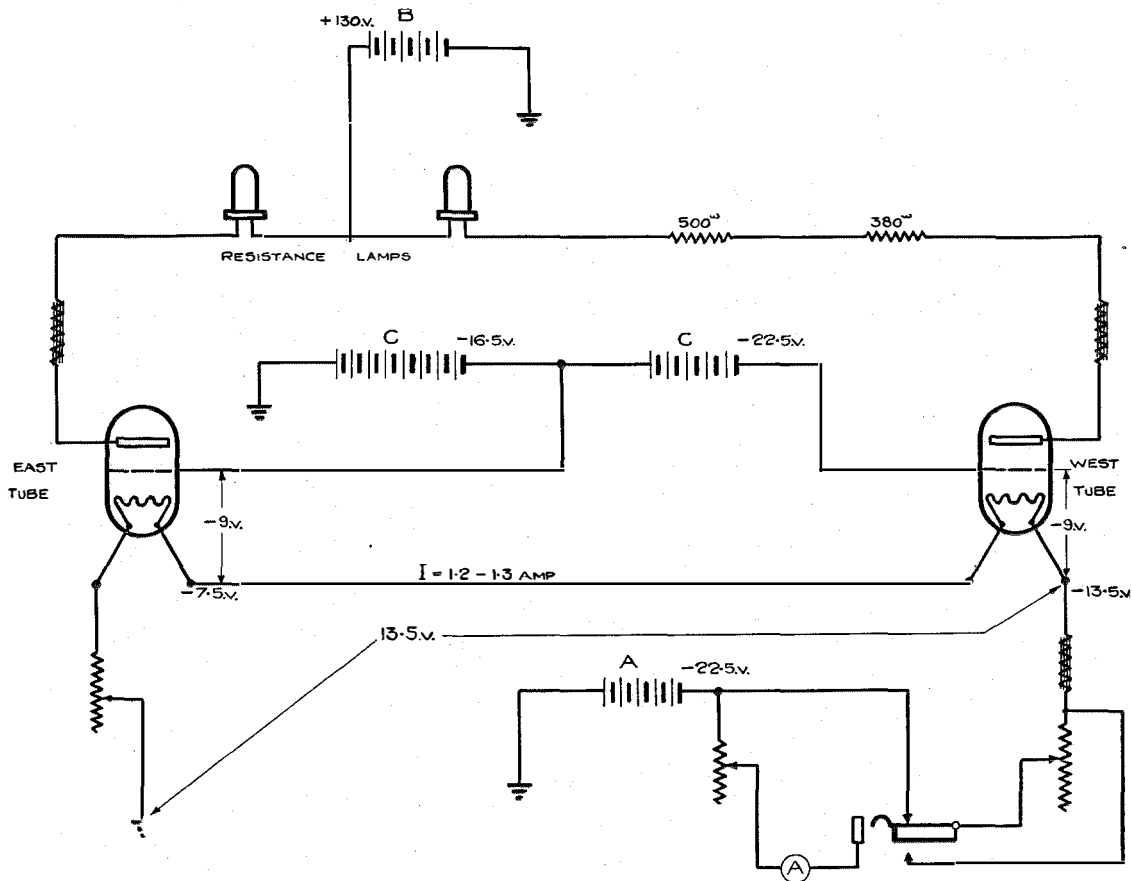 B
+130.V.
500ω
380ω
RESISTANCE LAMPS
C
-16·5.V.
C
-22·5.V.
EAST
TUBE
WEST
TUBE
-9.V.
-9.V.
I = 1·2 - 1·3 AMP
-7·5.V.
-13·5.V
13·5.V.
A
-22·5.V.
A